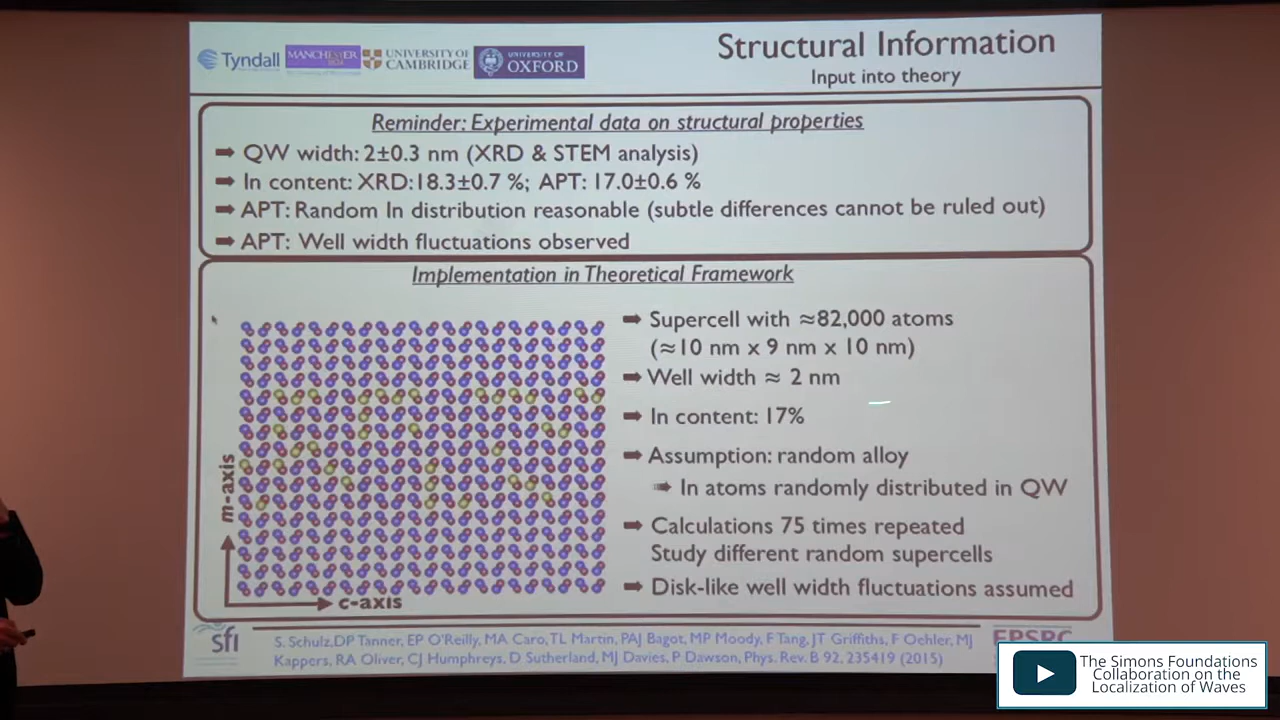 Structural Information
Tyndall
MANCHESTER
UNIVERSITY OF
CAMBRIDGE
UNIVERSITY OF
OXFORD
Input into theory
Reminder: Experimental data on structural properties
➡ QW width: 2±0.3 nm (XRD & STEM analysis)
➡ In content: XRD:18.3±0.7 %; APT: 17.0±0.6 %
➡ APT: Random In distribution reasonable (subtle differences cannot be ruled out)
➡ APT: Well width fluctuations observed
Implementation in Theoretical Framework
m-axis
c-axis
➡ Supercell with ≈82,000 atoms
(≈10 nm x 9 nm x 10 nm)
➡ Well width ≈ 2 nm
➡ In content: 17%
➡ Assumption: random alloy
➡ In atoms randomly distributed in QW
➡ Calculations 75 times repeated
Study different random supercells
➡ Disk-like well width fluctuations assumed
sfi
S. Schulz,DP Tanner, EP O'Reilly, MA Caro,TL Martin, PAJ Bagot, MP Moody, F Tang, JT Griffiths, F Oehler, MJ
Kappers, RA Oliver, CJ Humphreys, D Sutherland, MJ Davies, P Dawson, Phys. Rev. B 92, 235419 (2015)
EPSRC
The Simons Foundations
Collaboration on the
Localization of Waves